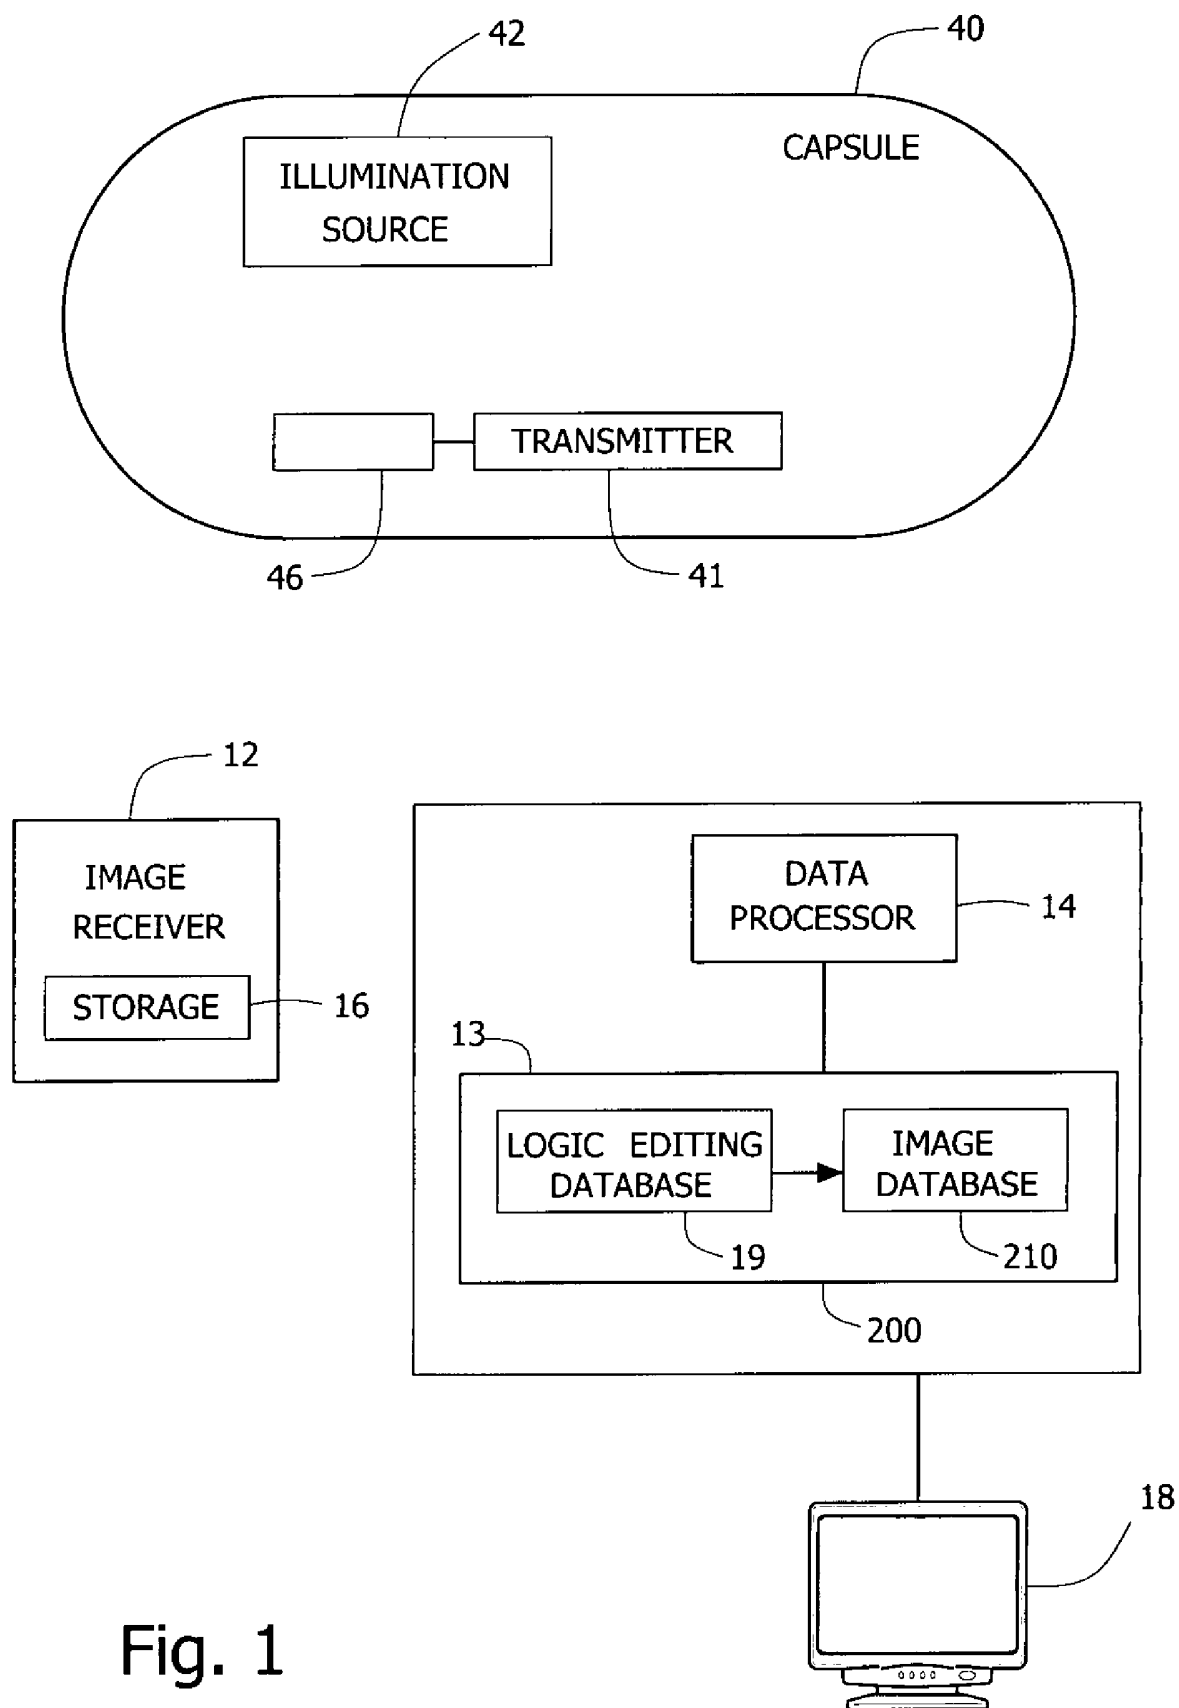 42
40
CAPSULE
ILLUMINATION
SOURCE
TRANSMITTER
46
41
12
IMAGE
RECEIVER
STORAGE
16
DATA
PROCESSOR
14
13
LOGIC EDITING
DATABASE
IMAGE
DATABASE
19
210
200
18
Fig. 1